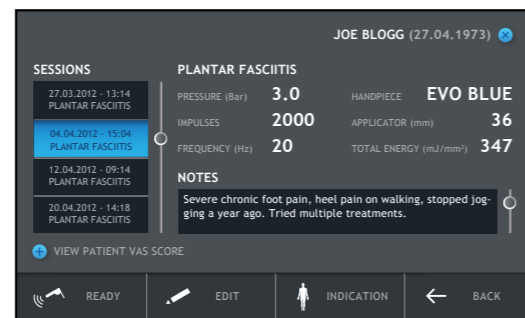 JOE BLOGG (27.04.1973)
SESSIONS
27.03.2012 - 13:14
PLANTAR FASCIITIS
04.04.2012 - 15:04
PLANTAR FASCIITIS
12.04.2012 - 09:14
PLANTAR FASCIITIS
20.04.2012 - 14:18
PLANTAR FASCIITIS
PLANTAR FASCIITIS
PRESSURE (Bar) 3.0 HANDPIECE EVO BLUE
IMPULSES 2000 APPLICATOR (mm) 36
FREQUENCY (Hz) 20 TOTAL ENERGY (mJ/mm²) 347
NOTES
Severe chronic foot pain, heel pain on walking, stopped jog-
ging a year ago. Tried multiple treatments.
VIEW PATIENT VAS SCORE
READY EDIT INDICATION BACK